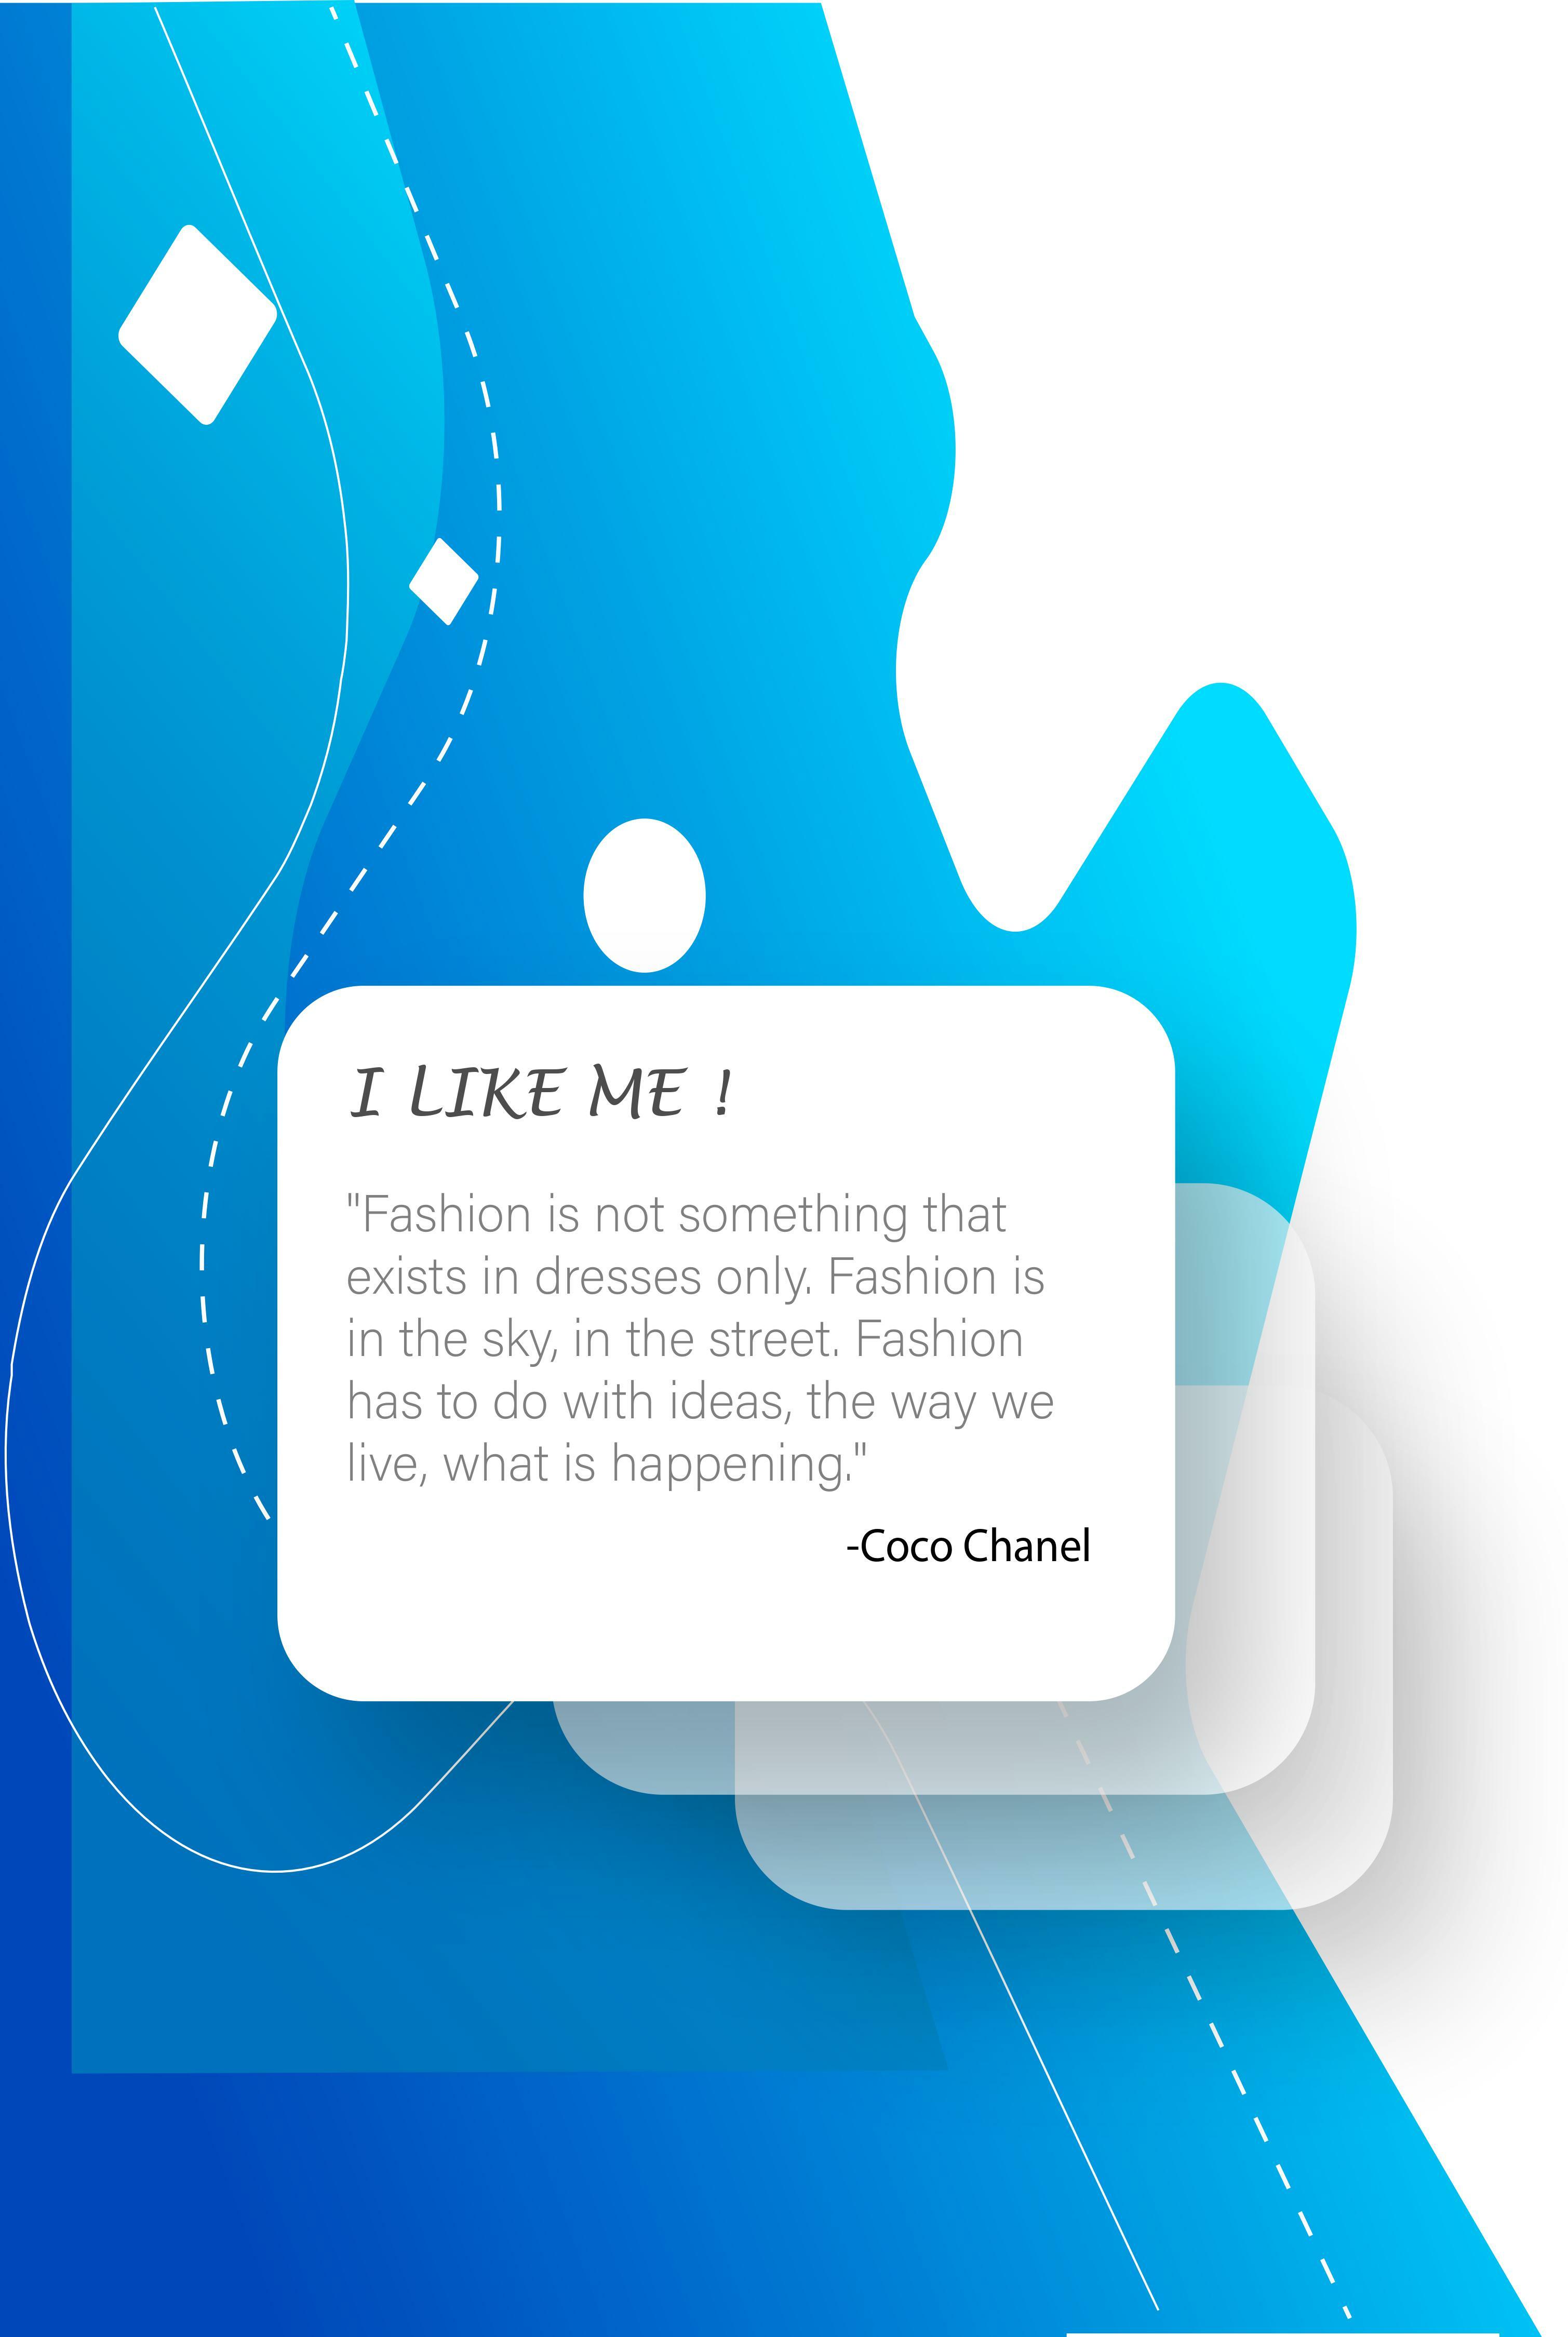 I LIKE ME !
"Fashion is not something that
exists in dresses only. Fashion is
in the sky, in the street. Fashion
has to do with ideas, the way we
live, what is happening."
-Coco Chanel